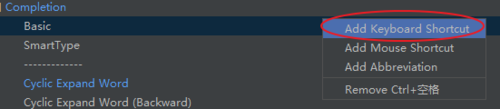 Completion
Basic
SmartType
-------------
Cyclic Expand Word
Cyclic Expand Word (Backward)
Add Keyboard Shortcut
Add Mouse Shortcut
Add Abbreviation
Remove Ctrl+空格